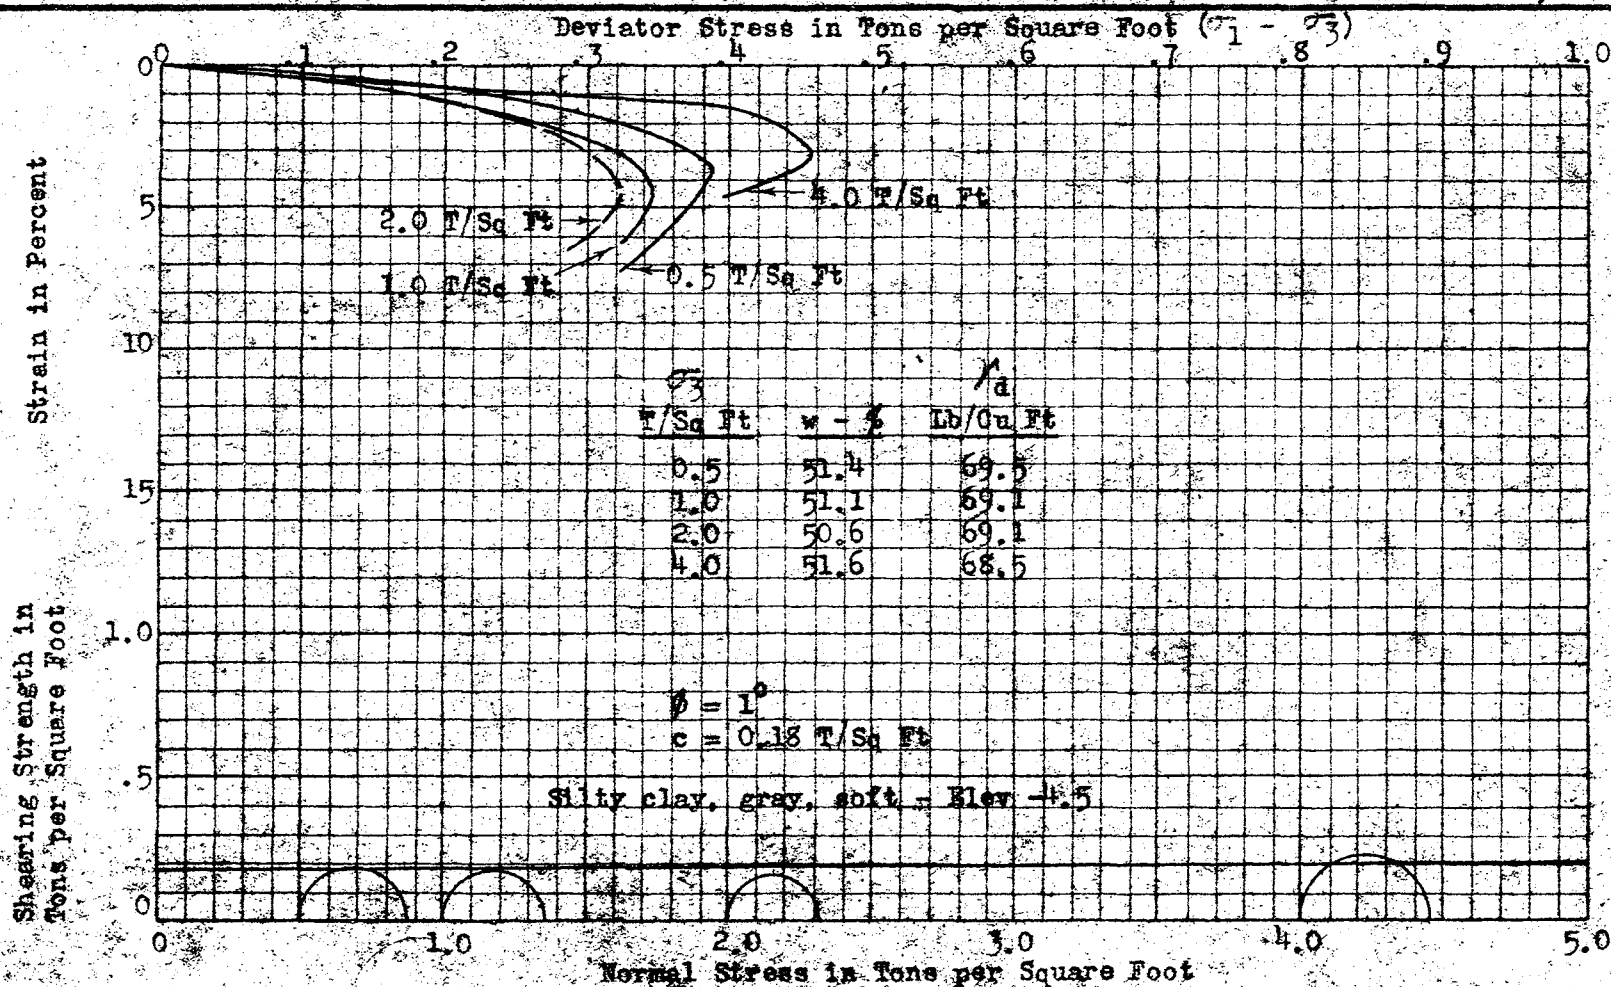 Deviator Stress in Tons per Square Foot (σ1 - σ3)
0 .1 .2 .3 .4 .5 .6 .7 .8 .9 1.0
0
5
10
15
Strain in Percent
4.0 T/Sq Ft
2.0 T/Sq Ft
1.0 T/Sq Ft
0.5 T/Sq Ft
σ3 γd
T/Sq Ft w - % Lb/Cu Ft
0.5 51.4 69.5
1.0 51.1 69.1
2.0 50.6 69.1
4.0 51.6 68.5
1.0
.5
0
Shearing Strength in
Tons per Square Foot
ø = 1°
c = 0.18 T/Sq Ft
Silty clay, gray, soft - Elev -4.5
0 1.0 2.0 3.0 4.0 5.0
Normal Stress in Tons per Square Foot